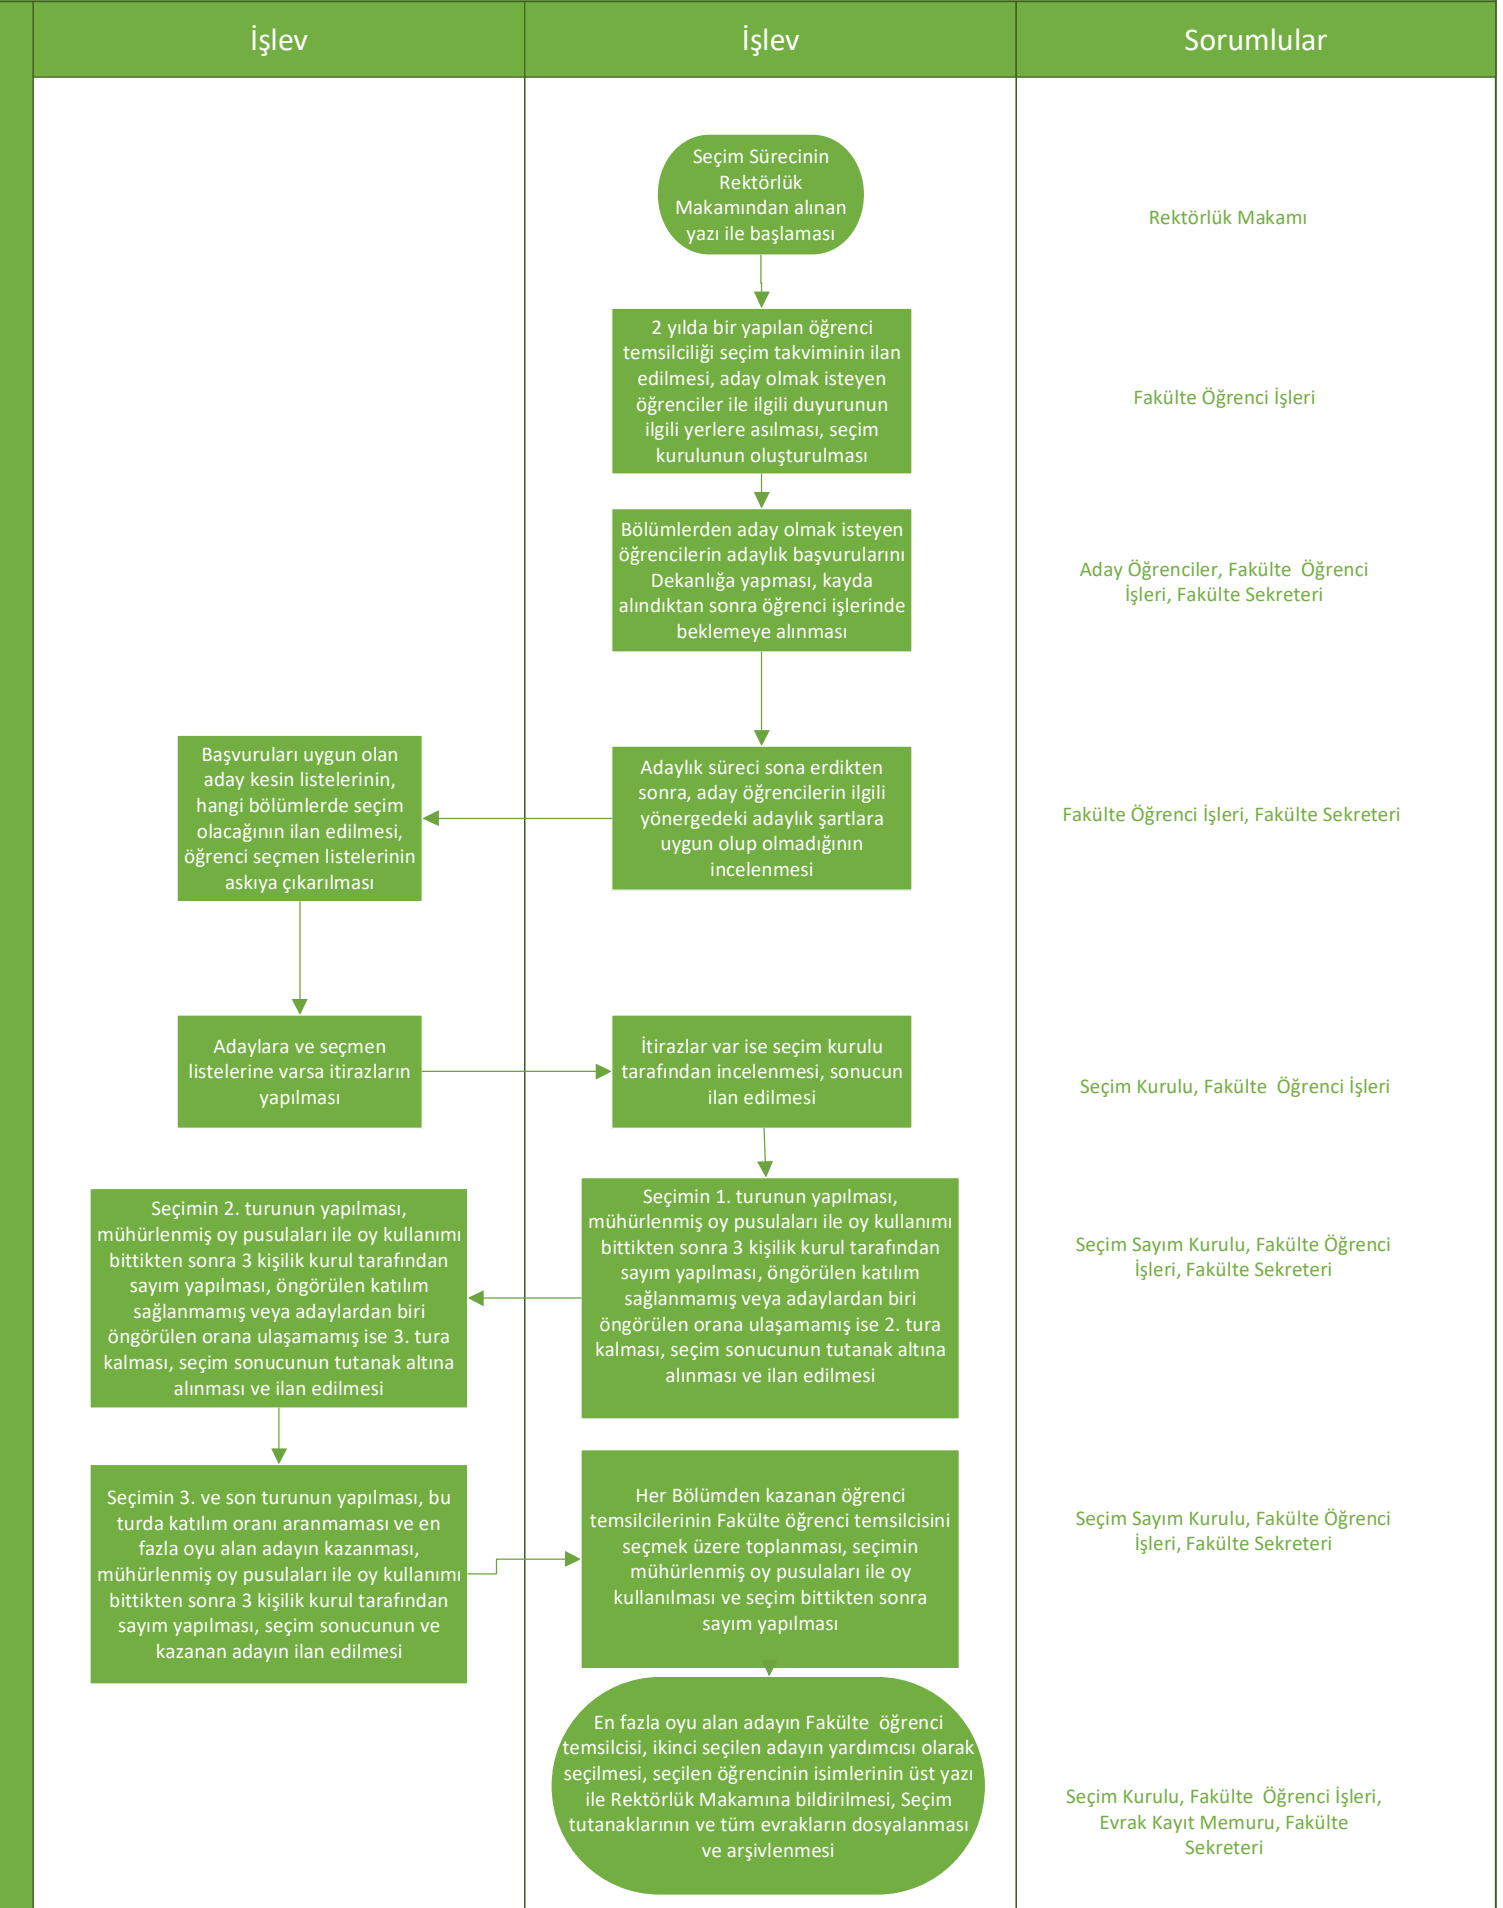 İşlev
İşlev
Sorumlular
Seçim Sürecinin
Rektörlük
Makamından alınan
yazı ile başlaması
Rektörlük Makamı
2 yılda bir yapılan öğrenci
temsilciliği seçim takviminin ilan
edilmesi, aday olmak isteyen
öğrenciler ile ilgili duyurunun
ilgili yerlere asılması, seçim
kurulunun oluşturulması
Fakülte Öğrenci İşleri
Bölümlerden aday olmak isteyen
öğrencilerin adaylık başvurularını
Dekanlığa yapması, kayda
alındıktan sonra öğrenci işlerinde
beklemeye alınması
Aday Öğrenciler, Fakülte  Öğrenci
İşleri, Fakülte Sekreteri
Adaylık süreci sona erdikten
sonra, aday öğrencilerin ilgili
yönergedeki adaylık şartlara
uygun olup olmadığının
incelenmesi
Fakülte Öğrenci İşleri, Fakülte Sekreteri
Başvuruları uygun olan
aday kesin listelerinin,
hangi bölümlerde seçim
olacağının ilan edilmesi,
öğrenci seçmen listelerinin
askıya çıkarılması
Adaylara ve seçmen
listelerine varsa itirazların
yapılması
İtirazlar var ise seçim kurulu
tarafından incelenmesi, sonucun
ilan edilmesi
Seçim Kurulu, Fakülte  Öğrenci İşleri
Seçimin 1. turunun yapılması,
mühürlenmiş oy pusulaları ile oy kullanımı
bittikten sonra 3 kişilik kurul tarafından
sayım yapılması, öngörülen katılım
sağlanmamış veya adaylardan biri
öngörülen orana ulaşamamış ise 2. tura
kalması, seçim sonucunun tutanak altına
alınması ve ilan edilmesi
Seçim Sayım Kurulu, Fakülte Öğrenci
İşleri, Fakülte Sekreteri
Seçimin 2. turunun yapılması,
mühürlenmiş oy pusulaları ile oy kullanımı
bittikten sonra 3 kişilik kurul tarafından
sayım yapılması, öngörülen katılım
sağlanmamış veya adaylardan biri
öngörülen orana ulaşamamış ise 3. tura
kalması, seçim sonucunun tutanak altına
alınması ve ilan edilmesi
Seçimin 3. ve son turunun yapılması, bu
turda katılım oranı aranmaması ve en
fazla oyu alan adayın kazanması,
mühürlenmiş oy pusulaları ile oy kullanımı
bittikten sonra 3 kişilik kurul tarafından
sayım yapılması, seçim sonucunun ve
kazanan adayın ilan edilmesi
Her Bölümden kazanan öğrenci
temsilcilerinin Fakülte öğrenci temsilcisini
seçmek üzere toplanması, seçimin
mühürlenmiş oy pusulaları ile oy
kullanılması ve seçim bittikten sonra
sayım yapılması
Seçim Sayım Kurulu, Fakülte Öğrenci
İşleri, Fakülte Sekreteri
En fazla oyu alan adayın Fakülte  öğrenci
temsilcisi, ikinci seçilen adayın yardımcısı olarak
seçilmesi, seçilen öğrencinin isimlerinin üst yazı
ile Rektörlük Makamına bildirilmesi, Seçim
tutanaklarının ve tüm evrakların dosyalanması
ve arşivlenmesi
Seçim Kurulu, Fakülte  Öğrenci İşleri,
Evrak Kayıt Memuru, Fakülte
Sekreteri